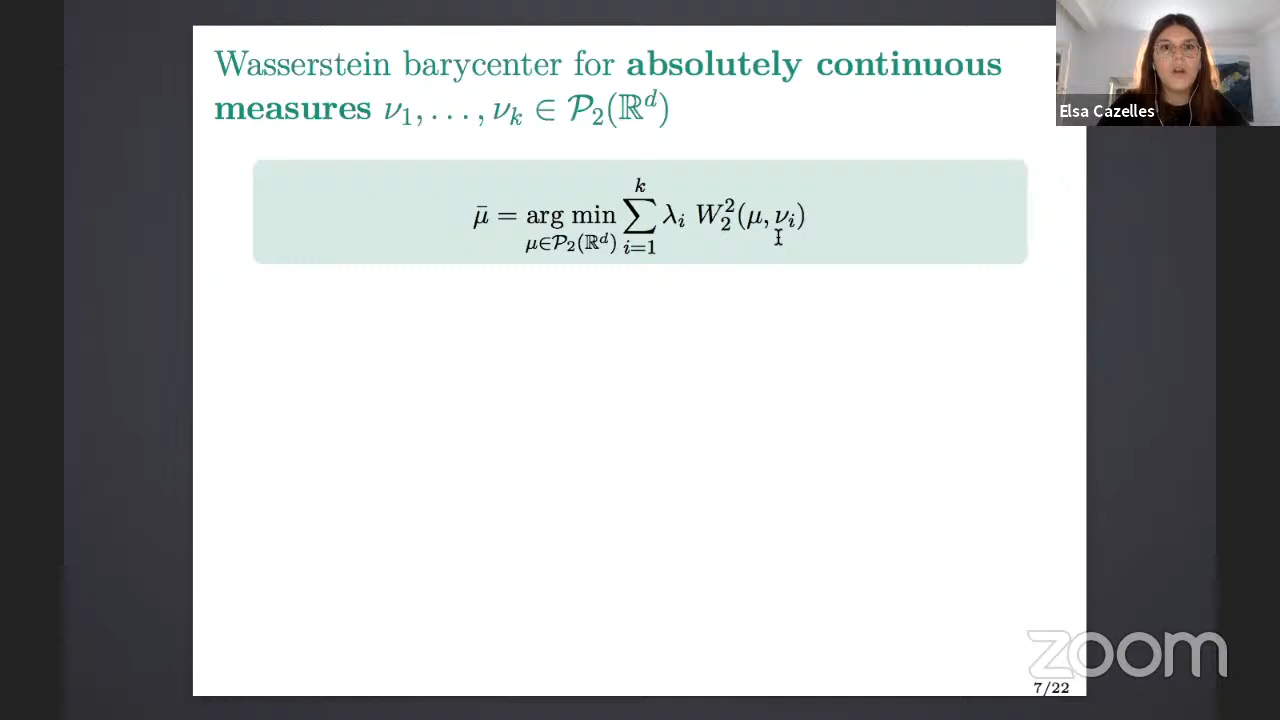 Wasserstein barycenter for absolutely continuous
measures ν₁, . . . , νₖ ∈ 𝒫₂(ℝᵈ)
μ̄ = arg min_{μ∈𝒫₂(ℝᵈ)} ∑_{i=1}^{k} λᵢ W₂²(μ, νᵢ)
Elsa Cazelles
zoom
7/22